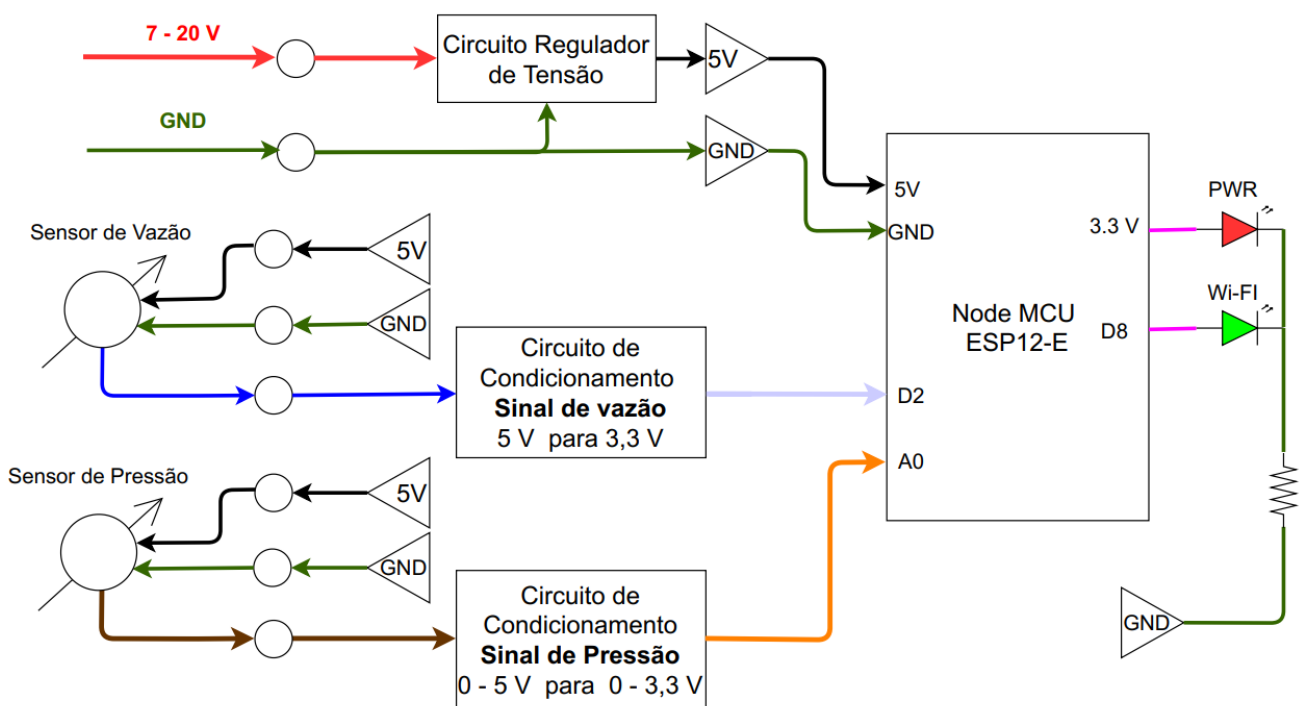 7 - 20 V
Circuito Regulador
de Tensão
5V
GND
GND
5V
GND
3.3 V
PWR
Node MCU
ESP12-E
Wi-FI
D8
D2
A0
Sensor de Vazão
5V
GND
Circuito de
Condicionamento
Sinal de vazão
5 V para 3,3 V
Sensor de Pressão
5V
GND
Circuito de
Condicionamento
Sinal de Pressão
0 - 5 V para 0 - 3,3 V
GND